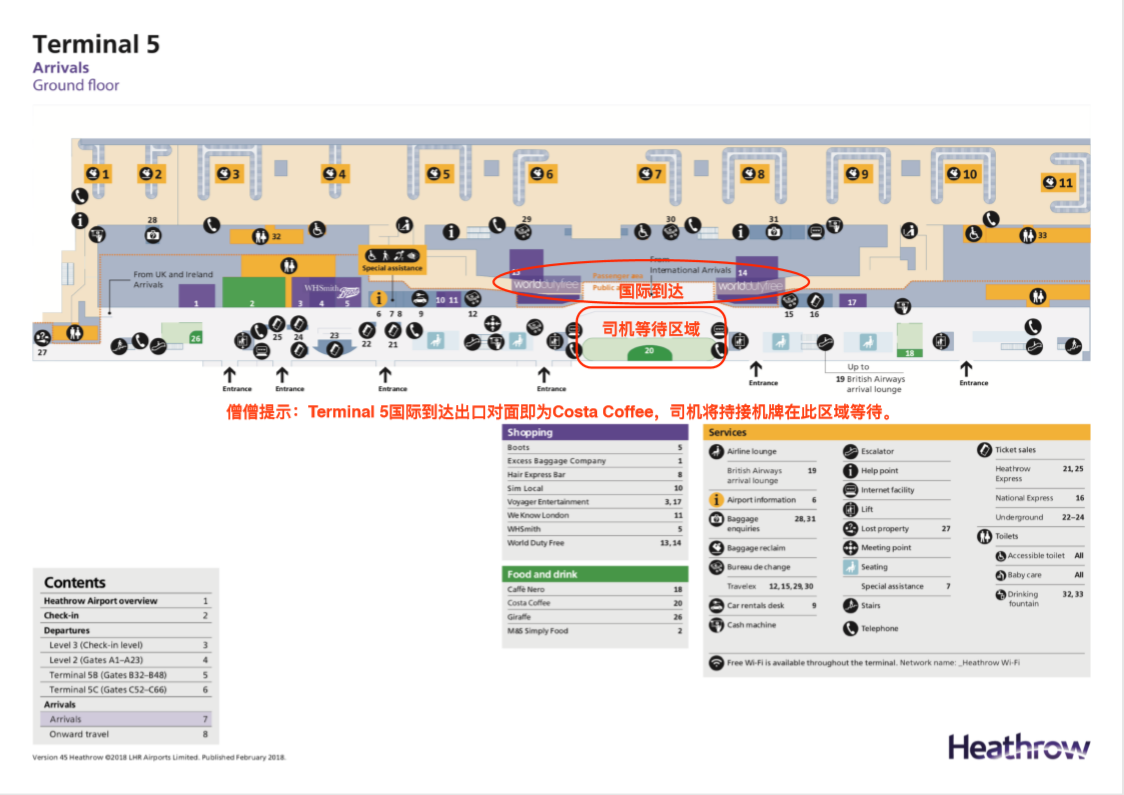 Terminal 5
Arrivals
Ground floor
1
2
3
4
5
6
7
8
9
10
11
28
29
30
31
32
33
Special assistance
From UK and Ireland
Arrivals
From
International Arrivals
Passenger and
Public a
国际到达
13
14
worlddutyfree
worlddutyfree
1
2
WHSmith
3
4
5
6
7 8
9
10 11
12
15
16
17
司机等待区域
27
26
25
24
23
22
21
20
18
Up to
19 British Airways
arrival lounge
Entrance
Entrance
Entrance
Entrance
Entrance
Entrance
僧僧提示：Terminal 5国际到达出口对面即为Costa Coffee，司机将持接机牌在此区域等待。
Shopping
Boots 5
Excess Baggage Company 1
Hair Express Bar 8
Sim Local 10
Voyager Entertainment 3, 17
We Know London 11
WHSmith 5
World Duty Free 13, 14
Food and drink
Caffè Nero 18
Costa Coffee 20
Giraffe 26
M&S Simply Food 2
Services
Airline lounge
British Airways 19
arrival lounge
Airport information 6
Baggage 28, 31
enquiries
Baggage reclaim
Bureau de change
Travelex 12, 15, 29, 30
Car rentals desk 9
Cash machine
Escalator
Help point
Internet facility
Lift
Lost property 27
Meeting point
Seating
Special assistance 7
Stairs
Telephone
Ticket sales
Heathrow 21, 25
Express
National Express 16
Underground 22–24
Toilets
Accessible toilet All
Baby care All
Drinking 32, 33
fountain
Free Wi-Fi is available throughout the terminal. Network name: _Heathrow Wi-Fi
Contents
Heathrow Airport overview 1
Check-in 2
Departures
Level 3 (Check-in level) 3
Level 2 (Gates A1–A23) 4
Terminal 5B (Gates B32–B48) 5
Terminal 5C (Gates C52–C66) 6
Arrivals
Arrivals 7
Onward travel 8
Version 45 Heathrow ©2018 LHR Airports Limited. Published February 2018.
Heathrow